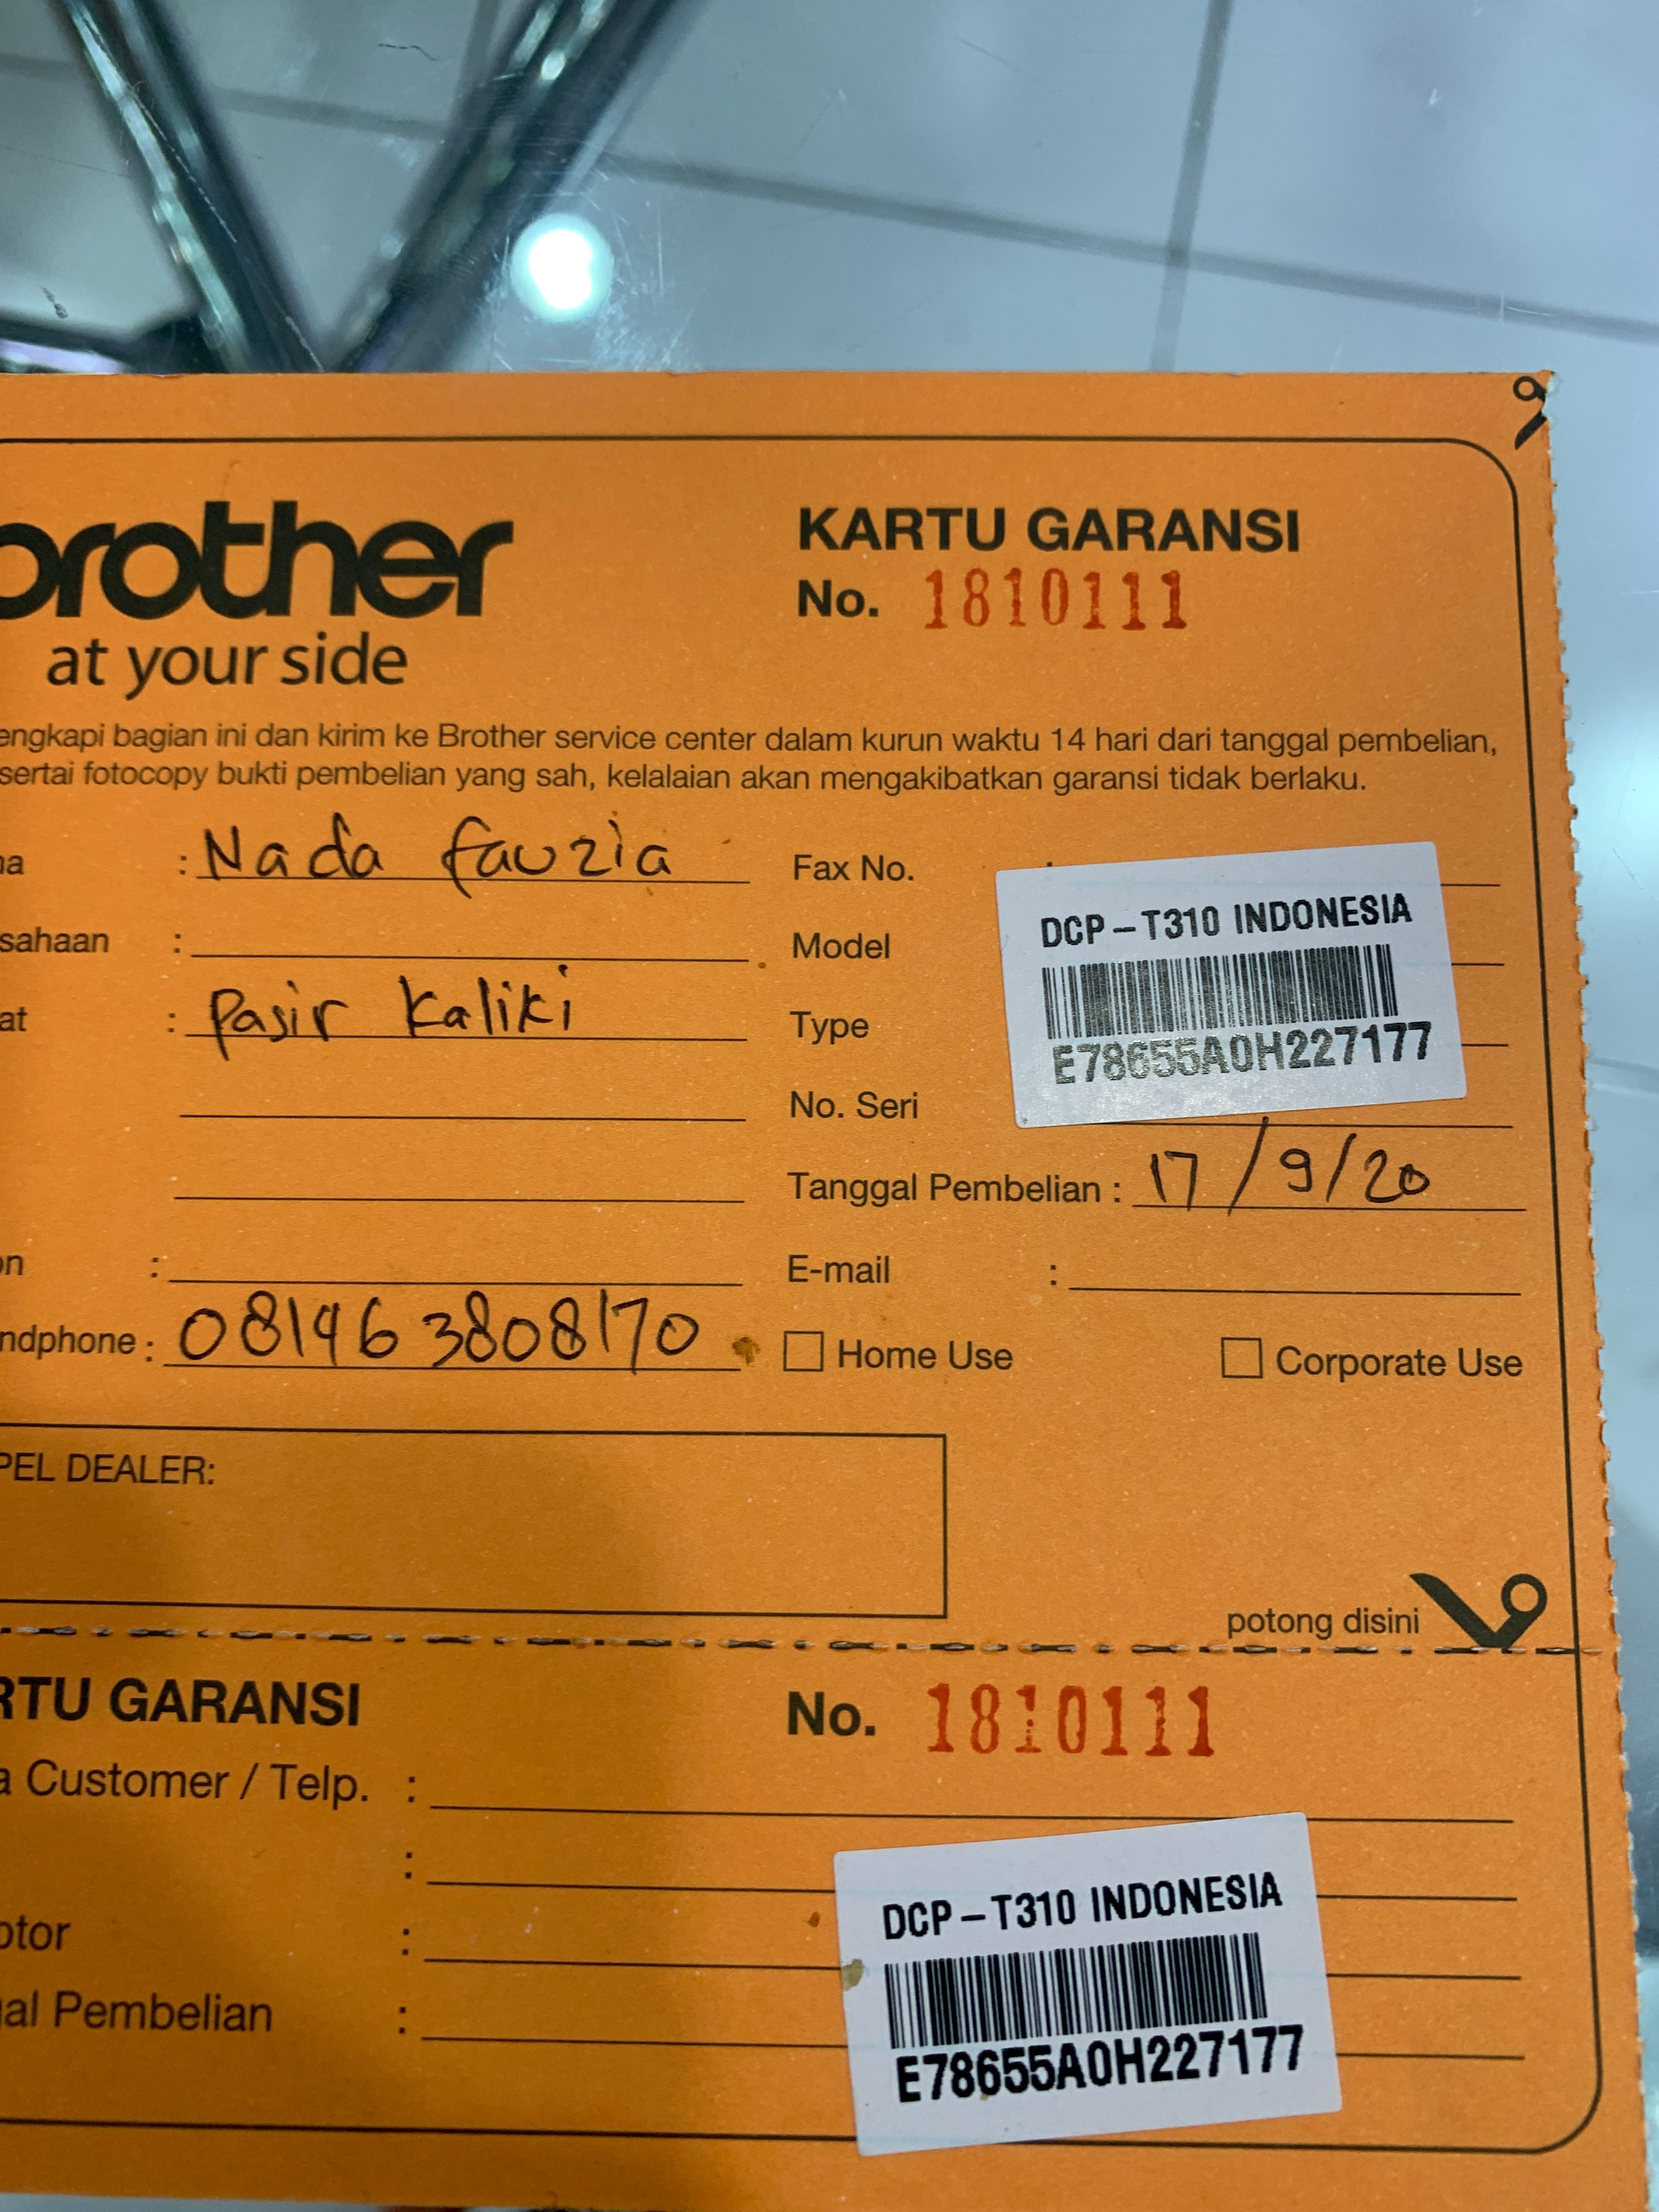 brother
at your side
KARTU GARANSI
No. 1810111
engkapi bagian ini dan kirim ke Brother service center dalam kurun waktu 14 hari dari tanggal pembelian,
sertai fotocopy bukti pembelian yang sah, kelalaian akan mengakibatkan garansi tidak berlaku.
na : Nada fauzia
sahaan :
at : Pasir Kaliki
on :
ndphone : 081463808170
Fax No. :
Model
Type
No. Seri
DCP-T310 INDONESIA
E78655A0H227177
Tanggal Pembelian : 17/9/20
E-mail :
Home Use Corporate Use
PEL DEALER:
potong disini
RTU GARANSI No. 1810111
a Customer / Telp. :
:
otor :
al Pembelian :
DCP-T310 INDONESIA
E78655A0H227177